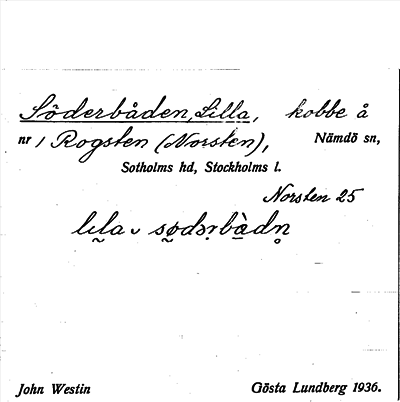 Söderbåden, Lilla, kobbe å
nr 1 Rogsten (Norsten), Nämdö sn,
Sotholms hd, Stockholms l.
Norsten 25
John Westin Gösta Lundberg 1936.